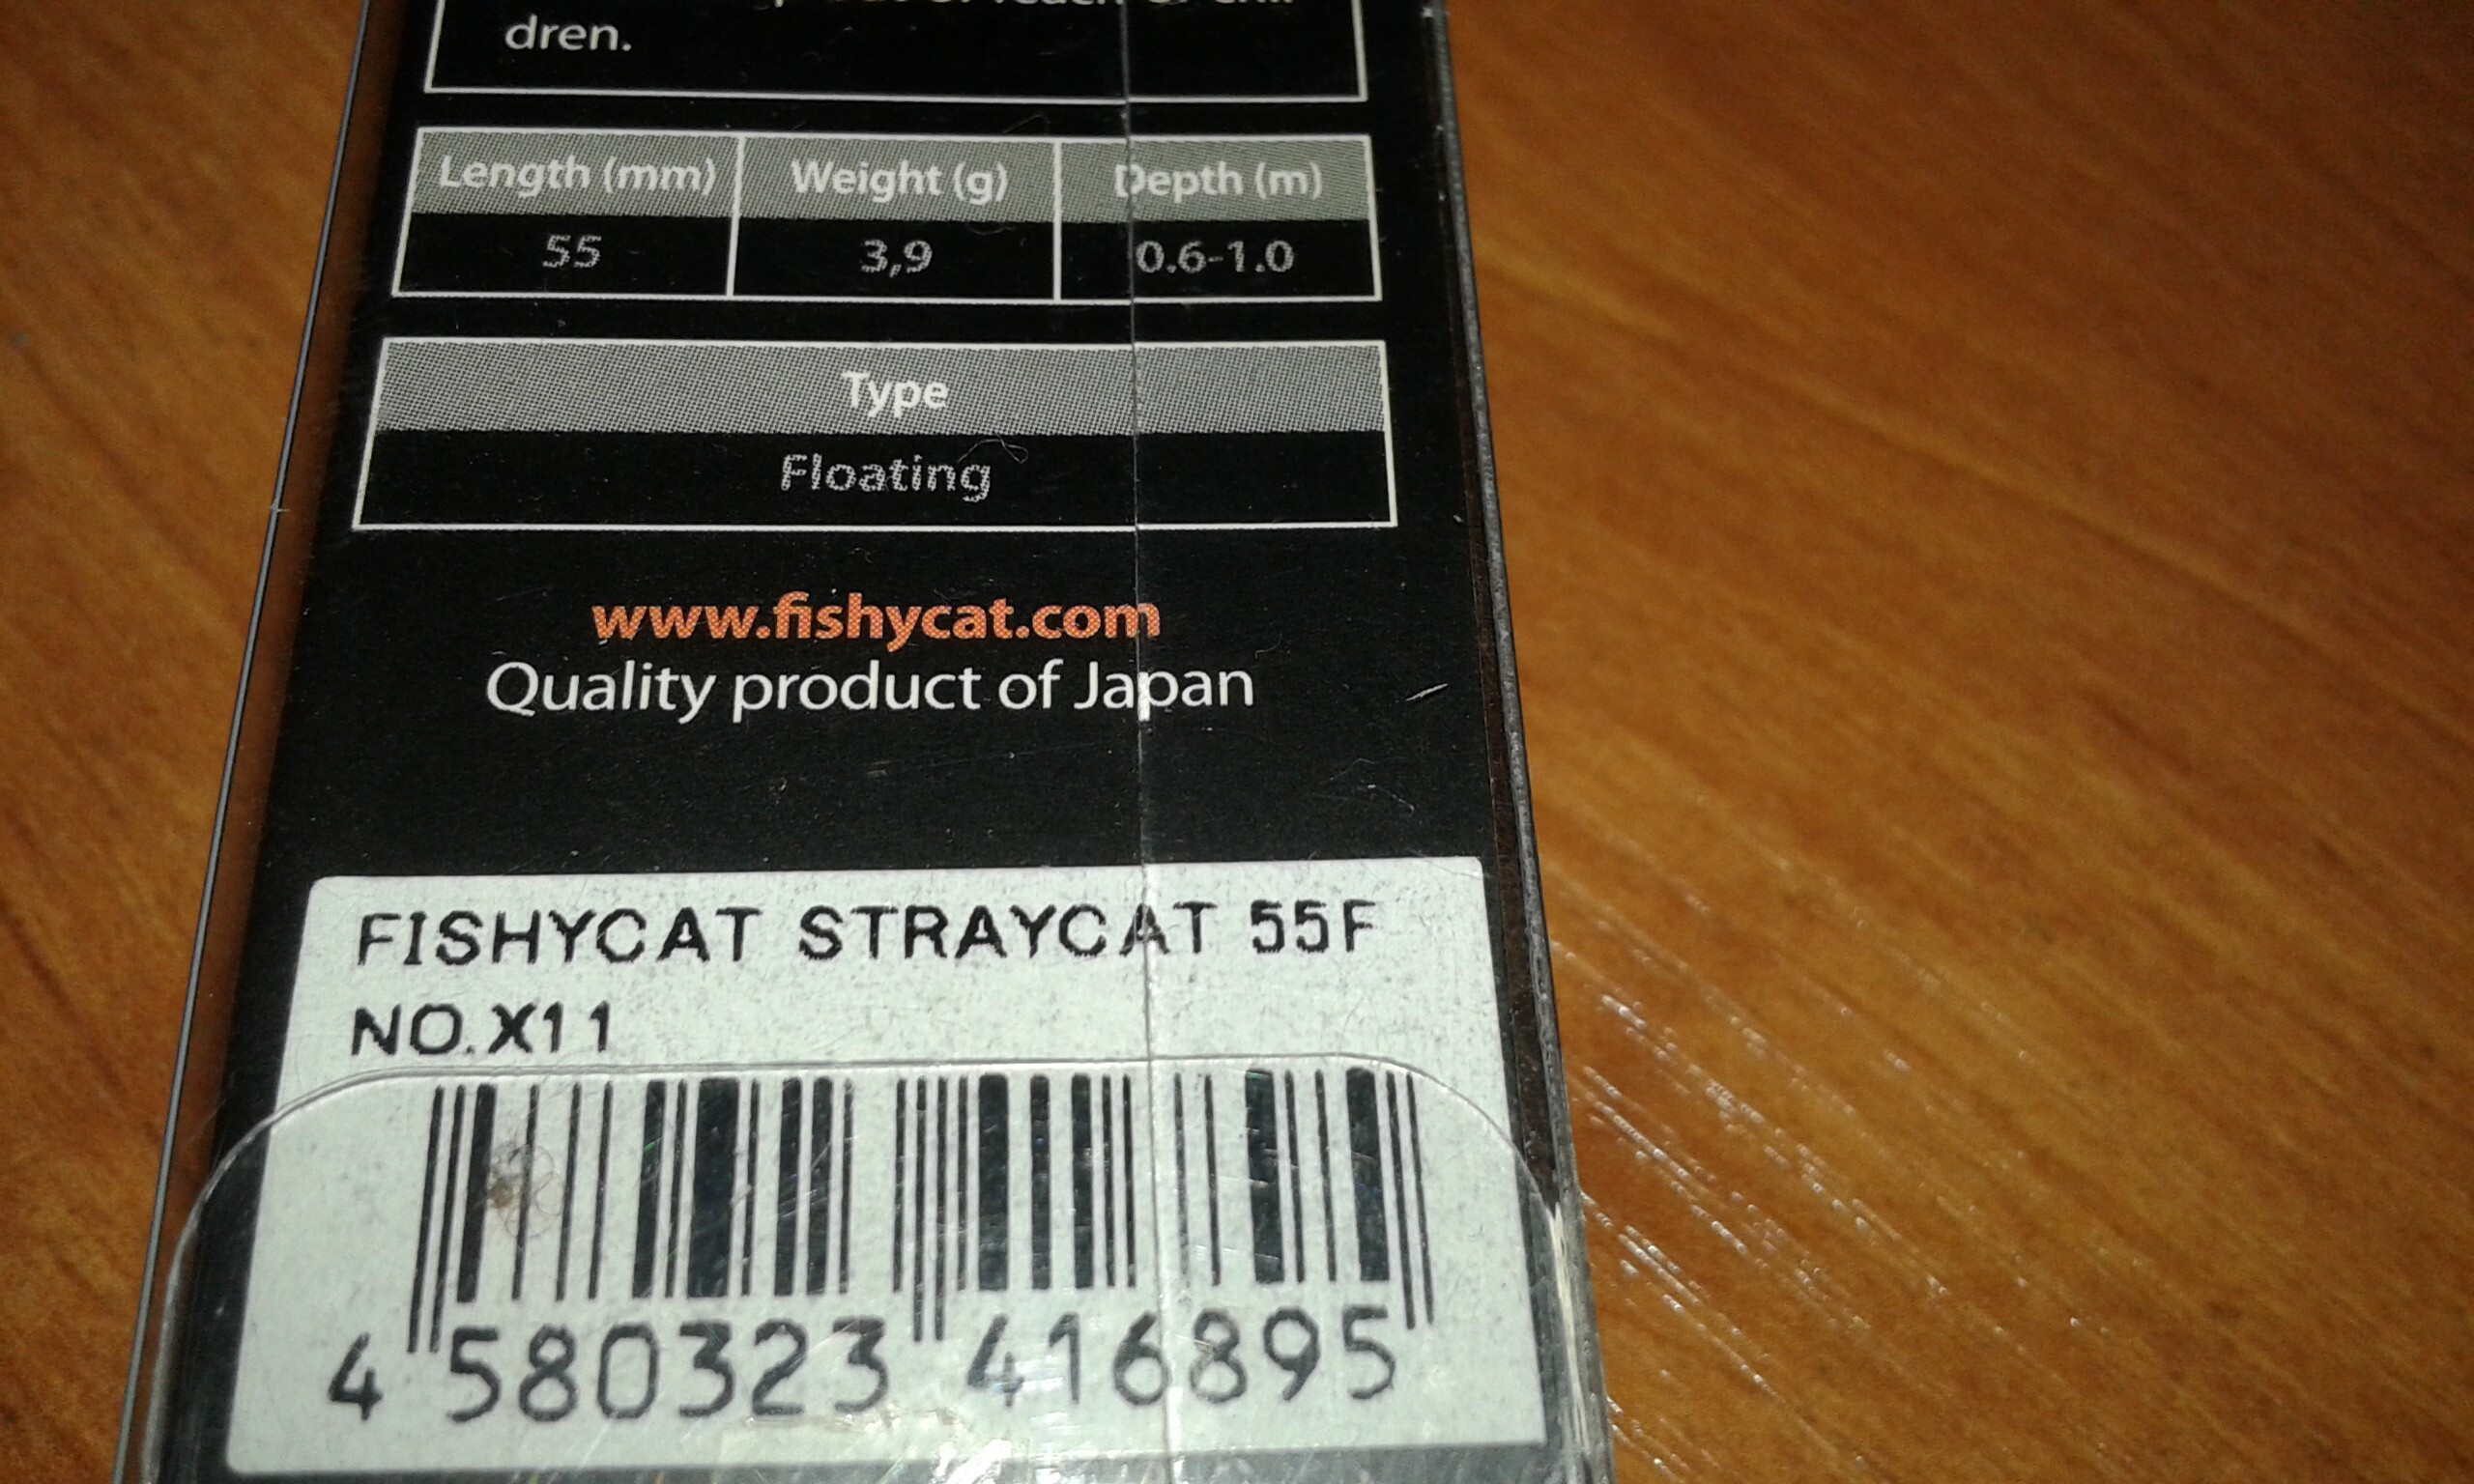 dren.
Length (mm) Weight (g) Depth (m)
55 3,9 0.6-1.0
Type
Floating
www.fishycat.com
Quality product of Japan
FISHYCAT STRAYCAT 55F
NO.X11
4 580323 416895